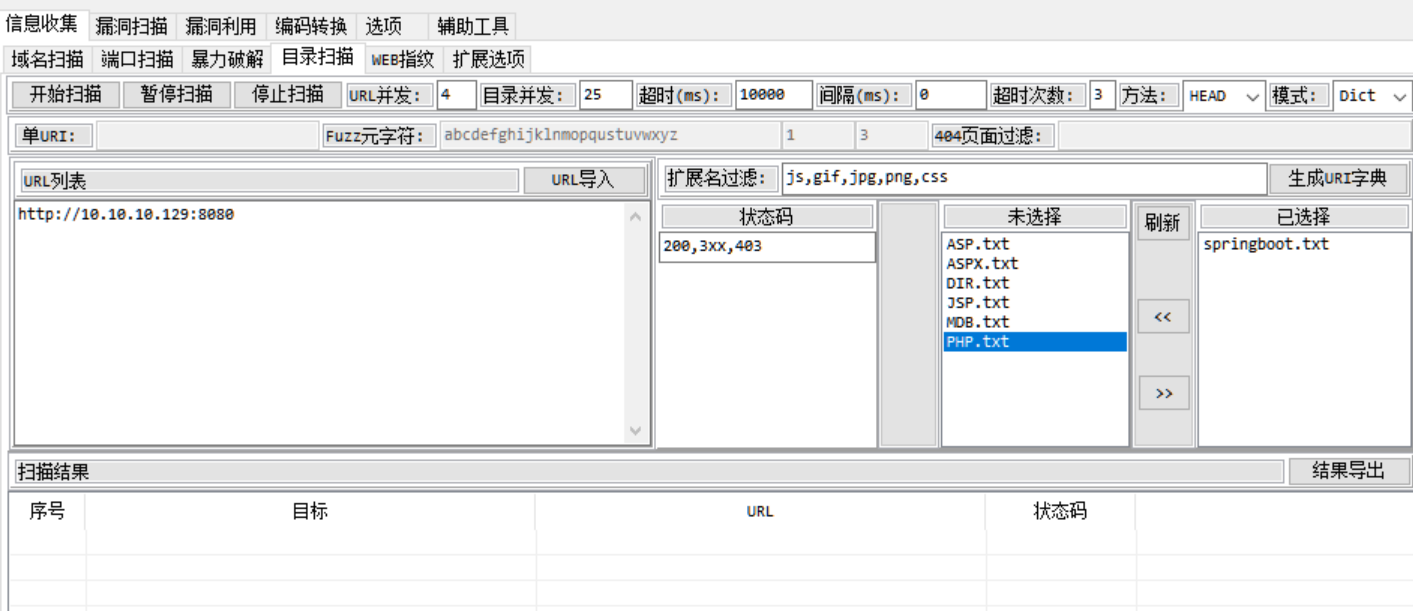 信息收集 漏洞扫描 漏洞利用 编码转换 选项 辅助工具
域名扫描 端口扫描 暴力破解 目录扫描 WEB指纹 扩展选项
开始扫描 暂停扫描 停止扫描 URL并发: 4 目录并发: 25 超时(ms): 10000 间隔(ms): 0 超时次数: 3 方法: HEAD 模式: Dict
单URI: Fuzz元字符: abcdefghijklnmopqustuvwxyz 1 3 404页面过滤:
URL列表 URL导入 扩展名过滤: js,gif,jpg,png,css 生成URI字典
http://10.10.10.129:8080
状态码 未选择 刷新 已选择
200,3xx,403
ASP.txt
ASPX.txt
DIR.txt
JSP.txt
MDB.txt
PHP.txt
<<
>>
springboot.txt
扫描结果 结果导出
序号 目标 URL 状态码